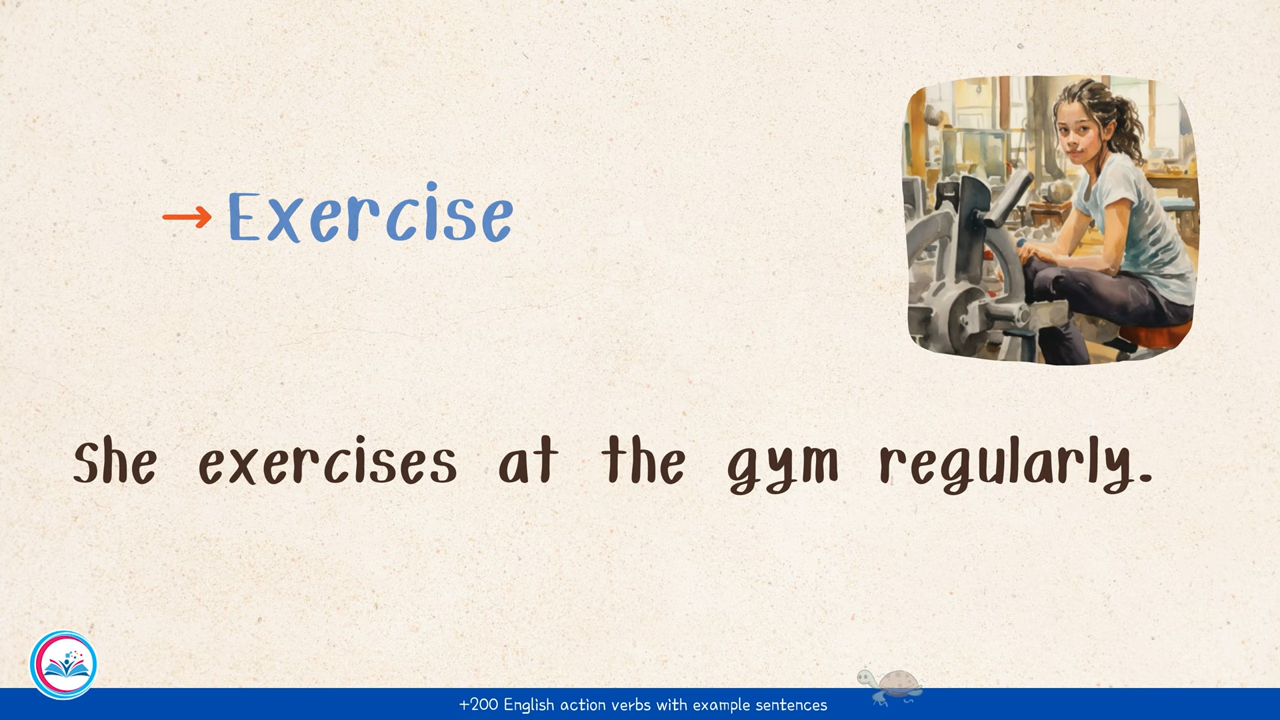 → Exercise
She exercises at the gym regularly.
+200 English action verbs with example sentences